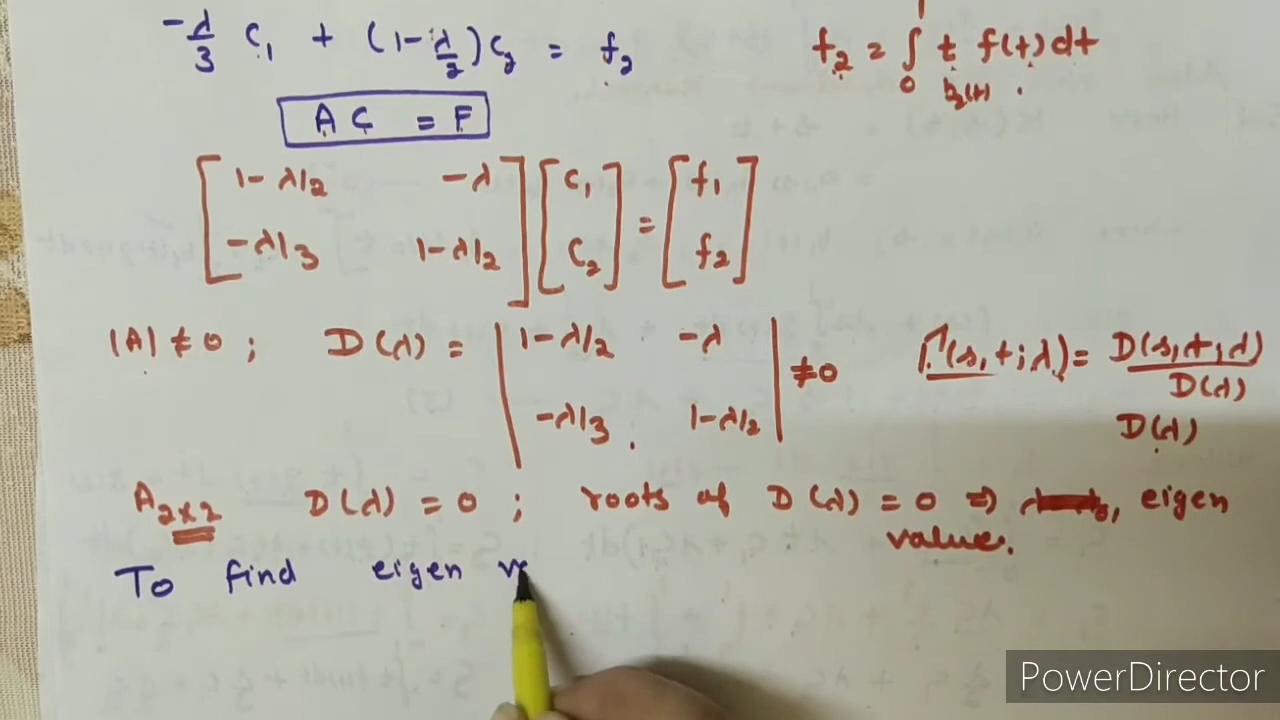 -λ/3 C₁ + (1-λ/2)C₂ = f₂
f₂ = ∫₀¹ t f(t)dt
b₂(t)
A C = F
[1-λ/2 -λ] [C₁] = [f₁]
[-λ/3 1-λ/2] [C₂] [f₂]
|A| ≠ 0 ; D(λ) = |1-λ/2 -λ| ≠ 0 Γ(s,t;λ) = D(s,t;λ)/D(λ)
|-λ/3 1-λ/2| D(λ)
A₂ₓ₂ D(λ) = 0 ; roots of D(λ) = 0 ⇒ eigen
value.
To find eigen
PowerDirector